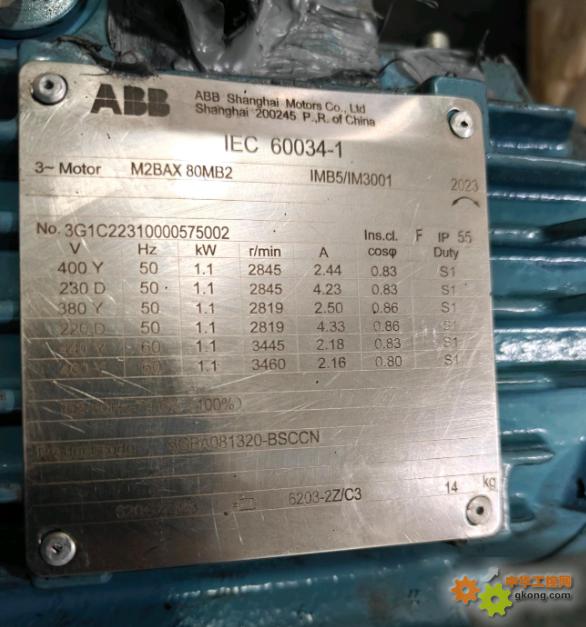 ABB
ABB Shanghai Motors Co., Ltd
Shanghai 200245 P.,R. of China
IEC 60034-1
3~ Motor M2BAX 80MB2 IMB5/IM3001 2023
No. 3G1C22310000575002 Ins.cl. F IP 55
V Hz kW r/min A cosφ Duty
400 Y 50 1.1 2845 2.44 0.83 S1
230 D 50 1.1 2845 4.23 0.83 S1
380 Y 50 1.1 2819 2.50 0.86 S1
220 D 50 1.1 2819 4.33 0.86 S1
60 1.1 3445 2.18 0.83 S1
60 1.1 3460 2.16 0.80 S1
100%)
3GBA081320-BSCCN
6203-2Z/C3 14 kg
中华工控网
gkong.com